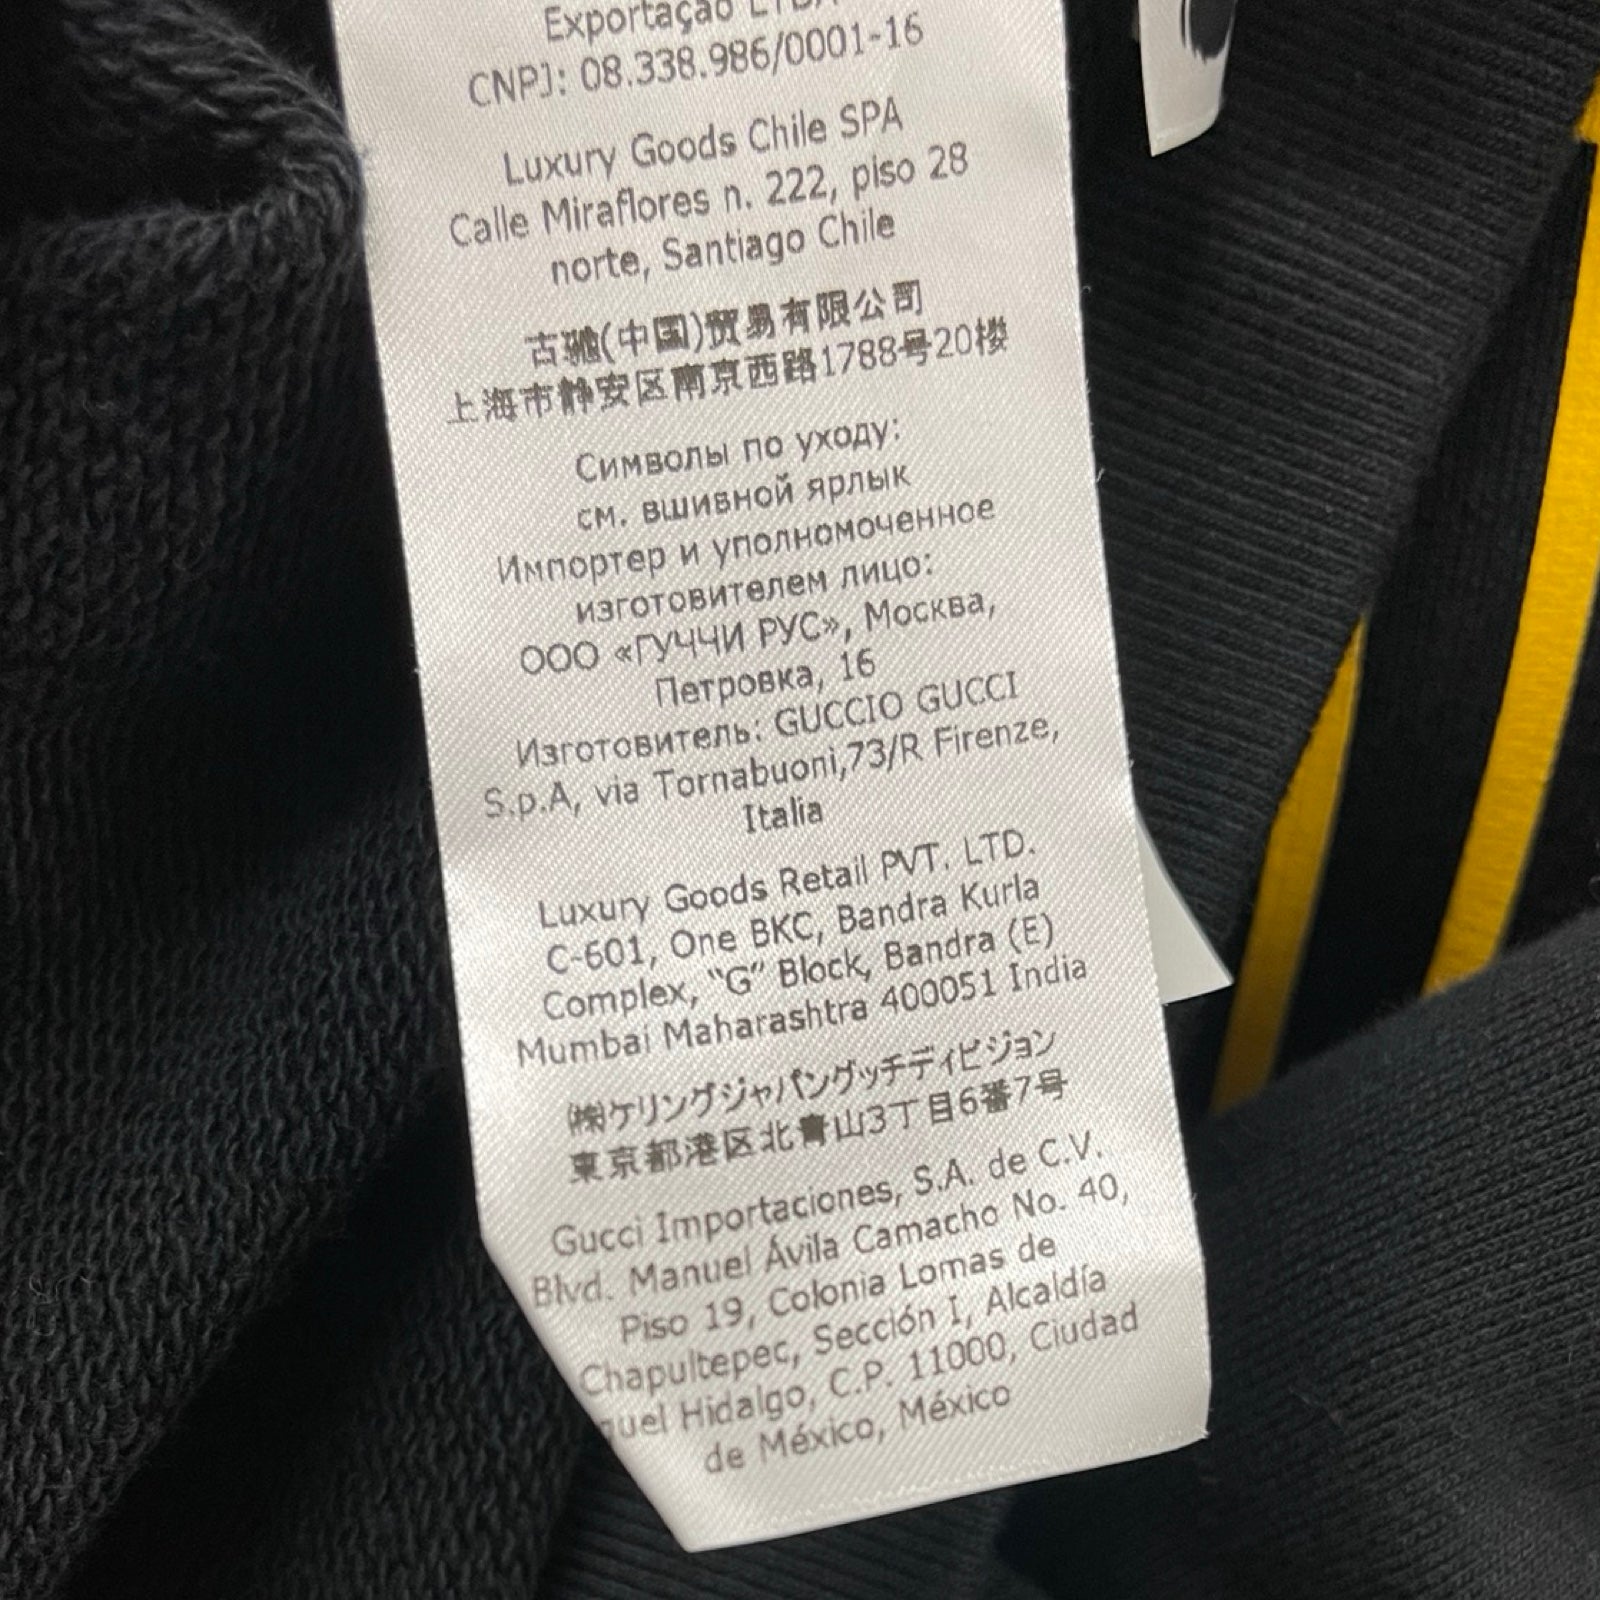 Exportação LTDA
CNPJ: 08.338.986/0001-16
Luxury Goods Chile SPA
Calle Miraflores n. 222, piso 28
norte, Santiago Chile
古驰(中国)贸易有限公司
上海市静安区南京西路1788号20楼
Символы по уходу:
см. вшивной ярлык
Импортер и уполномоченное
изготовителем лицо:
ООО «ГУЧЧИ РУС», Москва,
Петровка, 16
Изготовитель: GUCCIO GUCCI
S.p.A, via Tornabuoni,73/R Firenze,
Italia
Luxury Goods Retail PVT. LTD.
C-601, One BKC, Bandra Kurla
Complex, "G" Block, Bandra (E)
Mumbai Maharashtra 400051 India
㈱ケリングジャパングッチディビジョン
東京都港区北青山3丁目6番7号
Gucci Importaciones, S.A. de C.V.
Blvd. Manuel Ávila Camacho No. 40,
Piso 19, Colonia Lomas de
Chapultepec, Sección I, Alcaldía
guel Hidalgo, C.P. 11000, Ciudad
de México, México